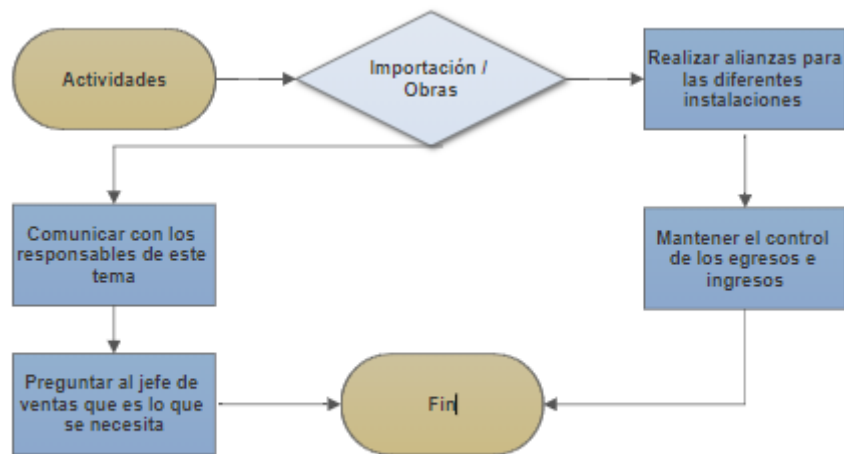 Actividades
Importación /
Obras
Realizar alianzas para
las diferentes
instalaciones
Comunicar con los
responsables de este
tema
Mantener el control
de los egresos e
ingresos
Preguntar al jefe de
ventas que es lo que
se necesita
Fin